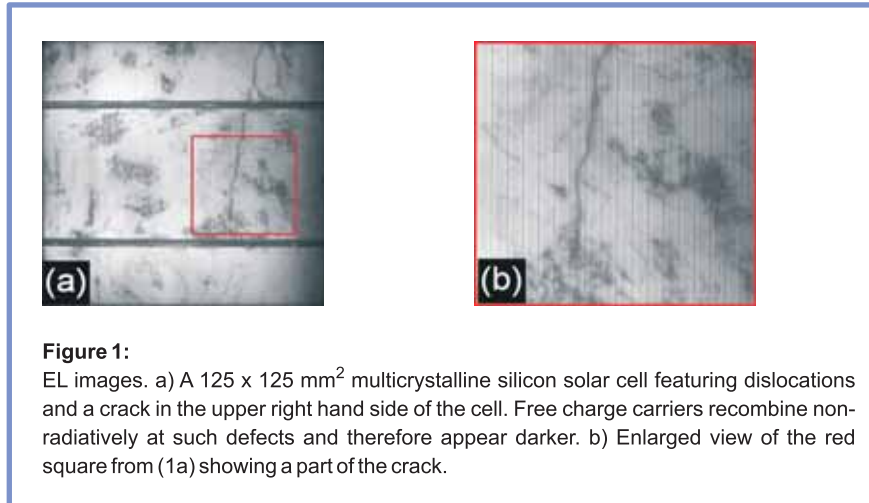 (a)
(b)
Figure 1:
EL images. a) A 125 x 125 mm² multicrystalline silicon solar cell featuring dislocations
and a crack in the upper right hand side of the cell. Free charge carriers recombine non-
radiatively at such defects and therefore appear darker. b) Enlarged view of the red
square from (1a) showing a part of the crack.